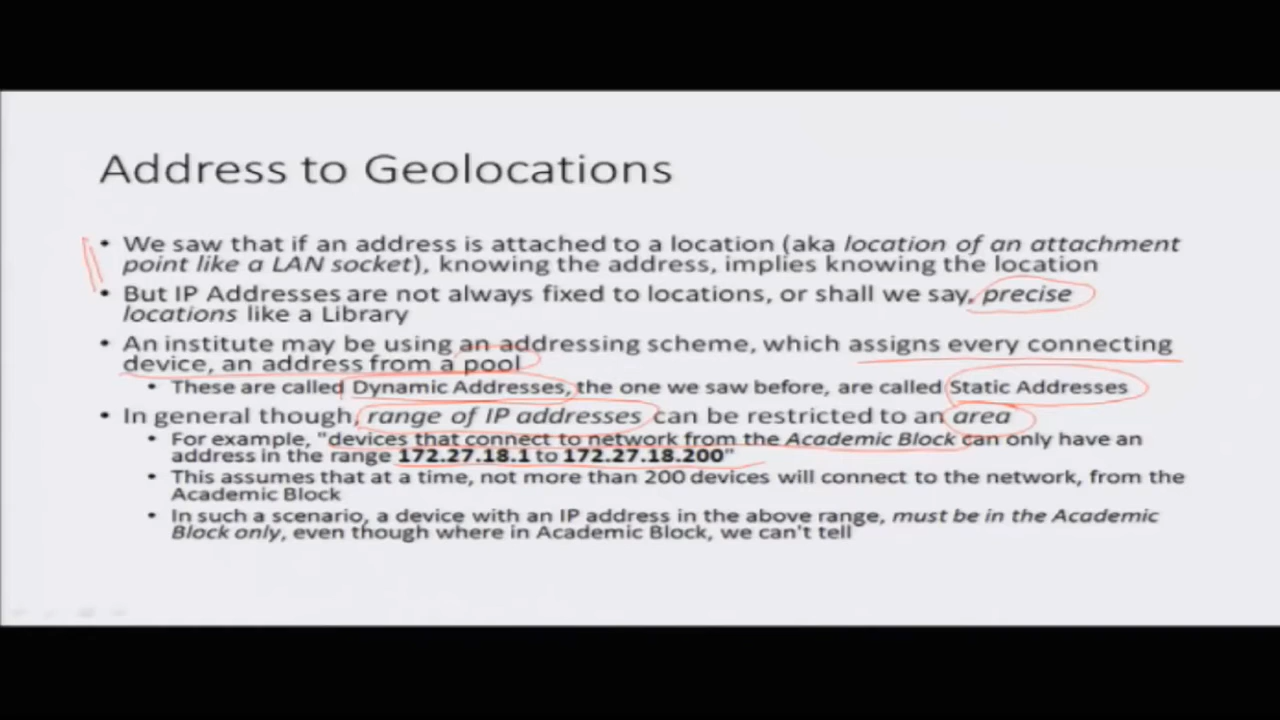 Address to Geolocations
• We saw that if an address is attached to a location (aka location of an attachment
point like a LAN socket), knowing the address, implies knowing the location
• But IP Addresses are not always fixed to locations, or shall we say, precise
locations like a Library
• An institute may be using an addressing scheme, which assigns every connecting
device, an address from a pool
• These are called Dynamic Addresses, the one we saw before, are called Static Addresses
• In general though, range of IP addresses can be restricted to an area
• For example, "devices that connect to network from the Academic Block can only have an
address in the range 172.27.18.1 to 172.27.18.200"
• This assumes that at a time, not more than 200 devices will connect to the network, from the
Academic Block
• In such a scenario, a device with an IP address in the above range, must be in the Academic
Block only, even though where in Academic Block, we can't tell